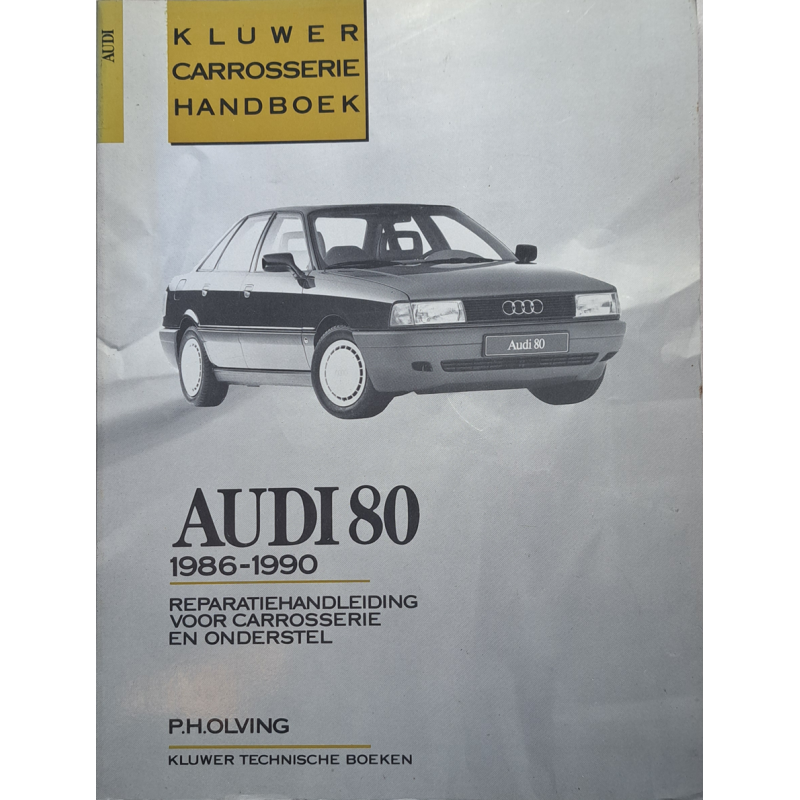 AUDI
KLUWER
CARROSSERIE
HANDBOEK
Audi 80
AUDI 80
1986-1990
REPARATIEHANDLEIDING
VOOR CARROSSERIE
EN ONDERSTEL
P.H.OLVING
KLUWER TECHNISCHE BOEKEN